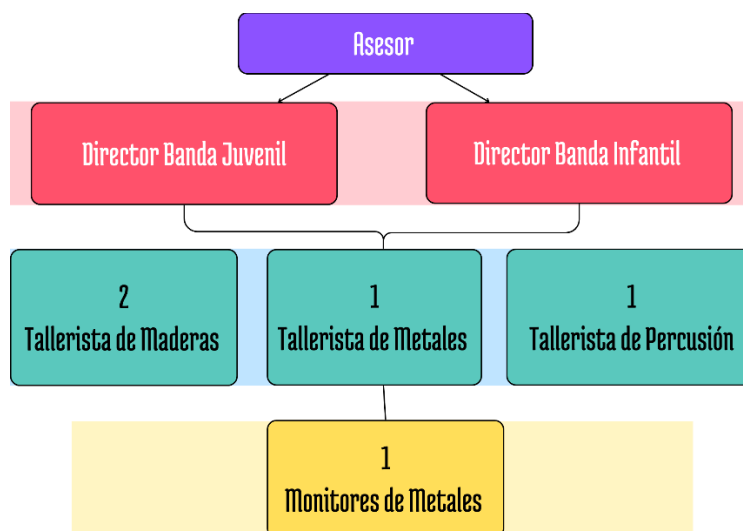 Asesor
Director Banda Juvenil
Director Banda Infantil
2
Tallerista de Maderas
1
Tallerista de Metales
1
Tallerista de Percusión
1
Monitores de Metales